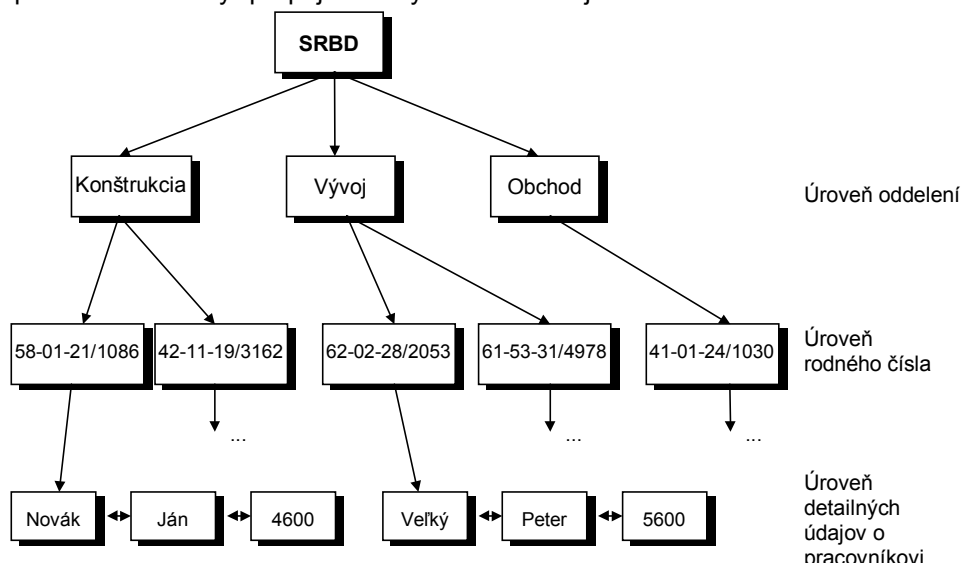 SRBD
Konštrukcia
Vývoj
Obchod
Úroveň oddelení
58-01-21/1086
42-11-19/3162
62-02-28/2053
61-53-31/4978
41-01-24/1030
Úroveň
rodného čísla
...
...
...
Novák
Ján
4600
Veľký
Peter
5600
Úroveň
detailných
údajov o
pracovníkovi